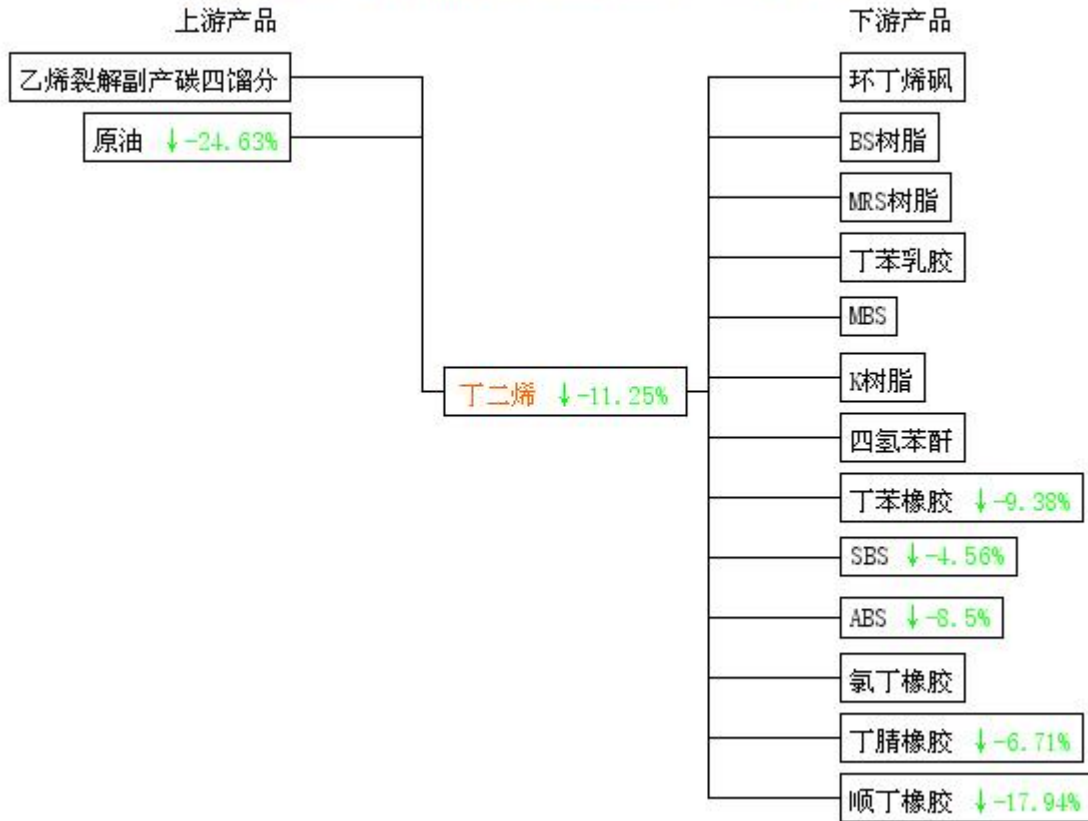 上游产品
下游产品
乙烯裂解副产碳四馏分
原油 ↓-24.63%
丁二烯 ↓-11.25%
环丁烯砜
BS树脂
MRS树脂
丁苯乳胶
MBS
K树脂
四氢苯酐
丁苯橡胶 ↓-9.38%
SBS ↓-4.56%
ABS ↓-8.5%
氯丁橡胶
丁腈橡胶 ↓-6.71%
顺丁橡胶 ↓-17.94%